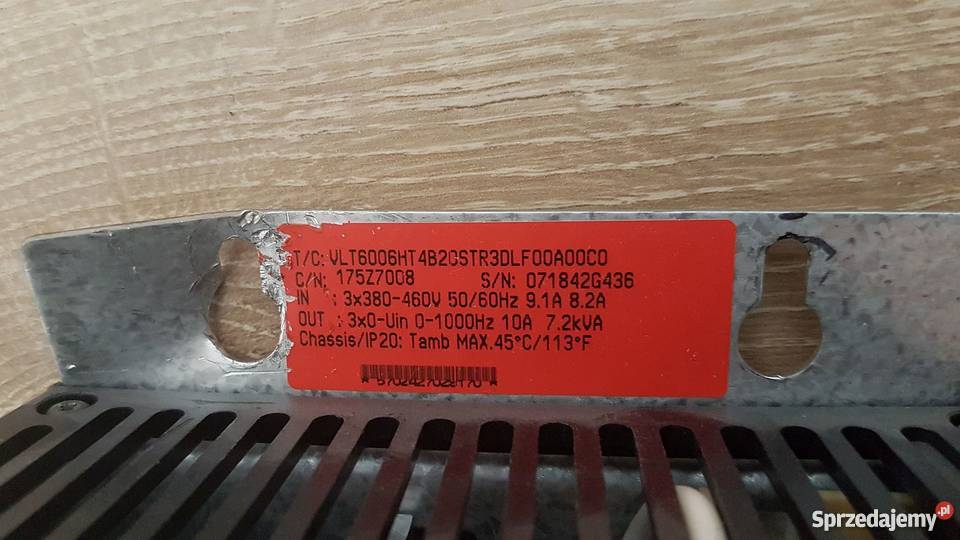 T/C: VLT6006HT4B20STR3DLF00A00C0
C/N: 175Z7008 S/N: 071842G436
IN : 3x380-460V 50/60Hz 9.1A 8.2A
OUT : 3x0-Uin 0-1000Hz 10A 7.2kVA
Chassis/IP20: Tamb MAX.45°C/113°F
Sprzedajemy.pl